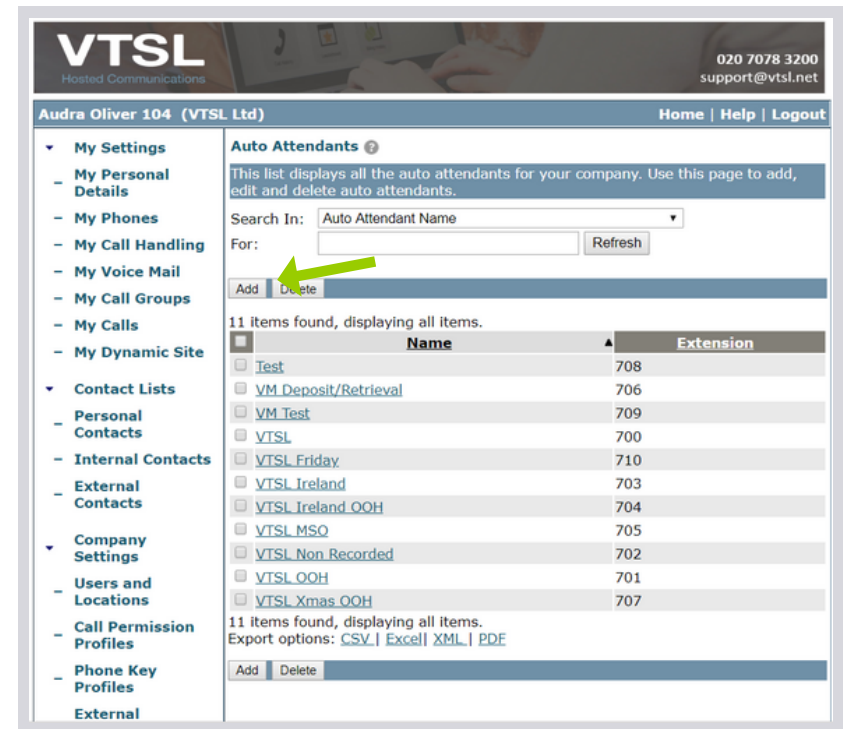 VTSL
Hosted Communications
020 7078 3200
support@vtsl.net
Audra Oliver 104 (VTSL Ltd)
Home | Help | Logout
My Settings
My Personal
Details
My Phones
My Call Handling
My Voice Mail
My Call Groups
My Calls
My Dynamic Site
Contact Lists
Personal
Contacts
Internal Contacts
External
Contacts
Company
Settings
Users and
Locations
Call Permission
Profiles
Phone Key
Profiles
External
Auto Attendants ?
This list displays all the auto attendants for your company. Use this page to add,
edit and delete auto attendants.
Search In: Auto Attendant Name
For: Refresh
Add Delete
11 items found, displaying all items.
Name Extension
Test 708
VM Deposit/Retrieval 706
VM Test 709
VTSL 700
VTSL Friday 710
VTSL Ireland 703
VTSL Ireland OOH 704
VTSL MSO 705
VTSL Non Recorded 702
VTSL OOH 701
VTSL Xmas OOH 707
11 items found, displaying all items.
Export options: CSV | Excel| XML | PDF
Add Delete